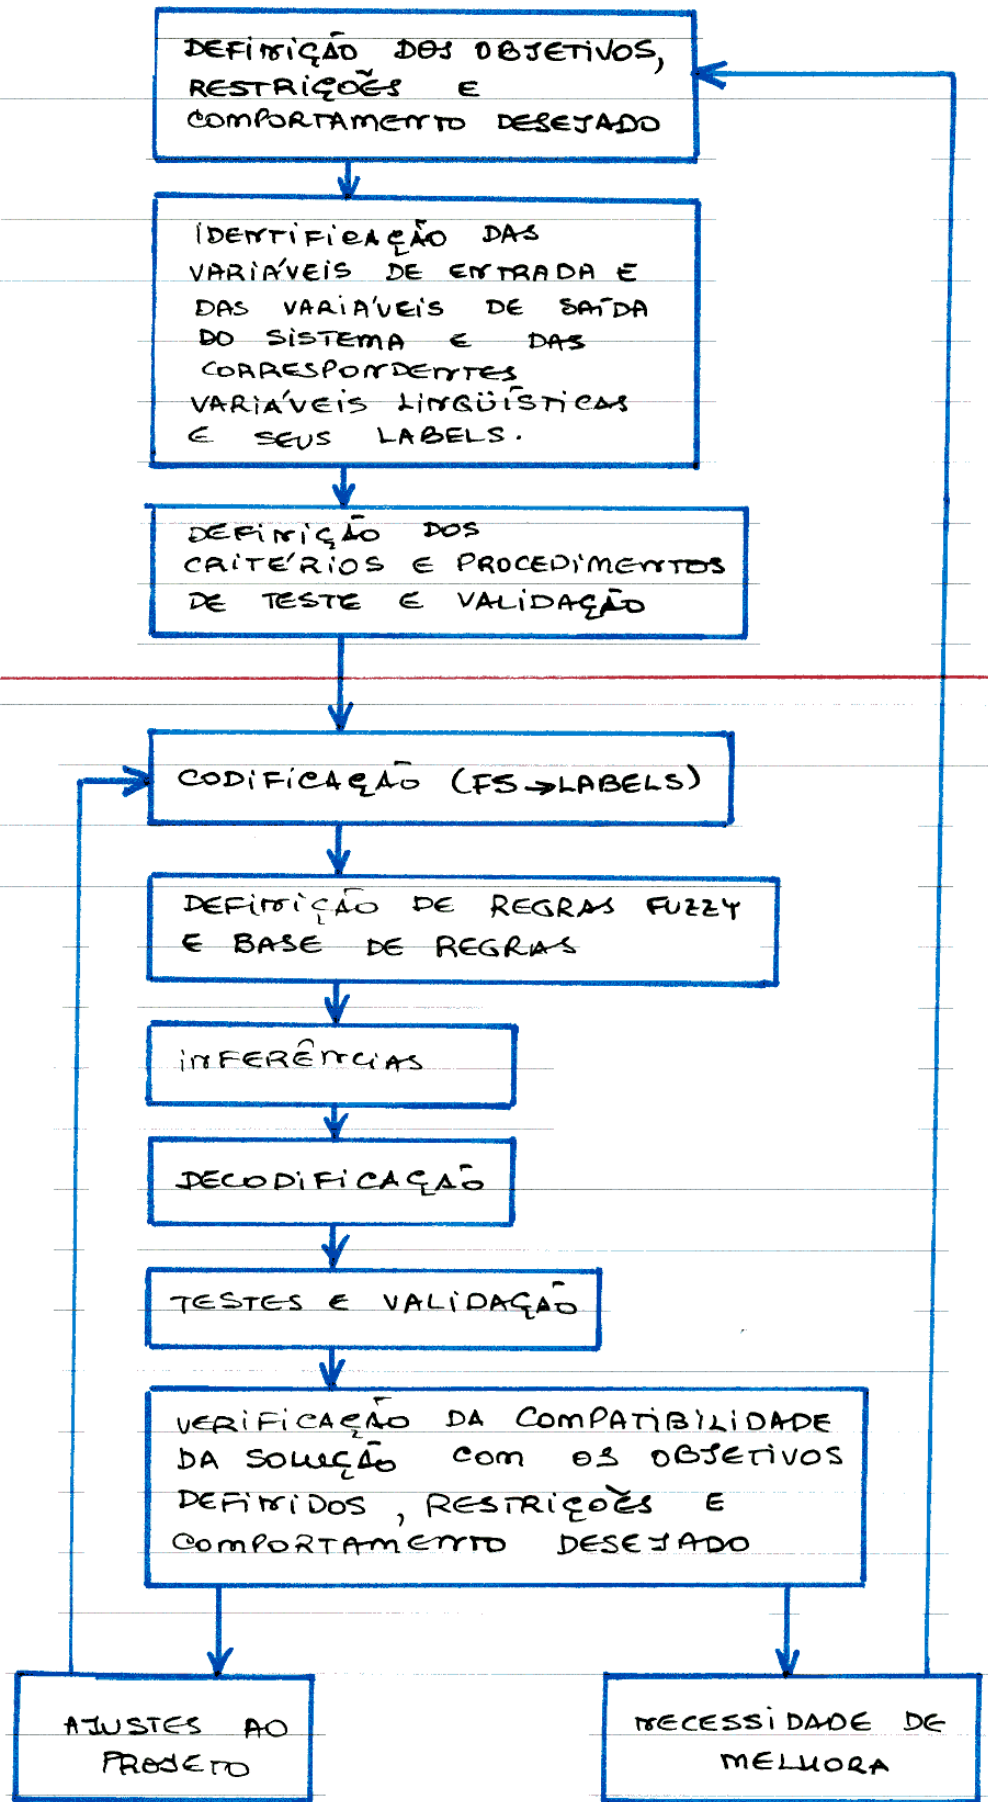 DEFINIÇÃO DOS OBJETIVOS,
RESTRIÇÕES E
COMPORTAMENTO DESEJADO
IDENTIFICAÇÃO DAS
VARIÁVEIS DE ENTRADA E
DAS VARIÁVEIS DE SAÍDA
DO SISTEMA E DAS
CORRESPONDENTES
VARIÁVEIS LINGÜÍSTICAS
E SEUS LABELS.
DEFINIÇÃO DOS
CRITÉRIOS E PROCEDIMENTOS
DE TESTE E VALIDAÇÃO
CODIFICAÇÃO (FS→LABELS)
DEFINIÇÃO DE REGRAS FUZZY
E BASE DE REGRAS
INFERÊNCIAS
DECODIFICAÇÃO
TESTES E VALIDAÇÃO
VERIFICAÇÃO DA COMPATIBILIDADE
DA SOLUÇÃO COM OS OBJETIVOS
DEFINIDOS, RESTRIÇÕES E
COMPORTAMENTO DESEJADO
AJUSTES AO
PROJETO
NECESSIDADE DE
MELHORA